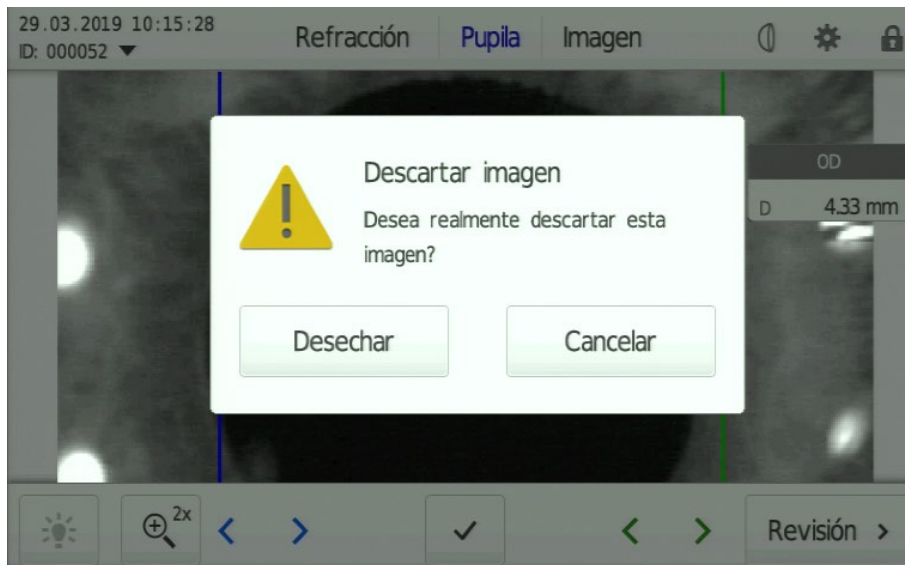 29.03.2019 10:15:28
ID: 000052
Refracción
Pupila
Imagen
Descartar imagen
Desea realmente descartar esta
imagen?
Desechar
Cancelar
OD
D 4.33 mm
2x
Revisión